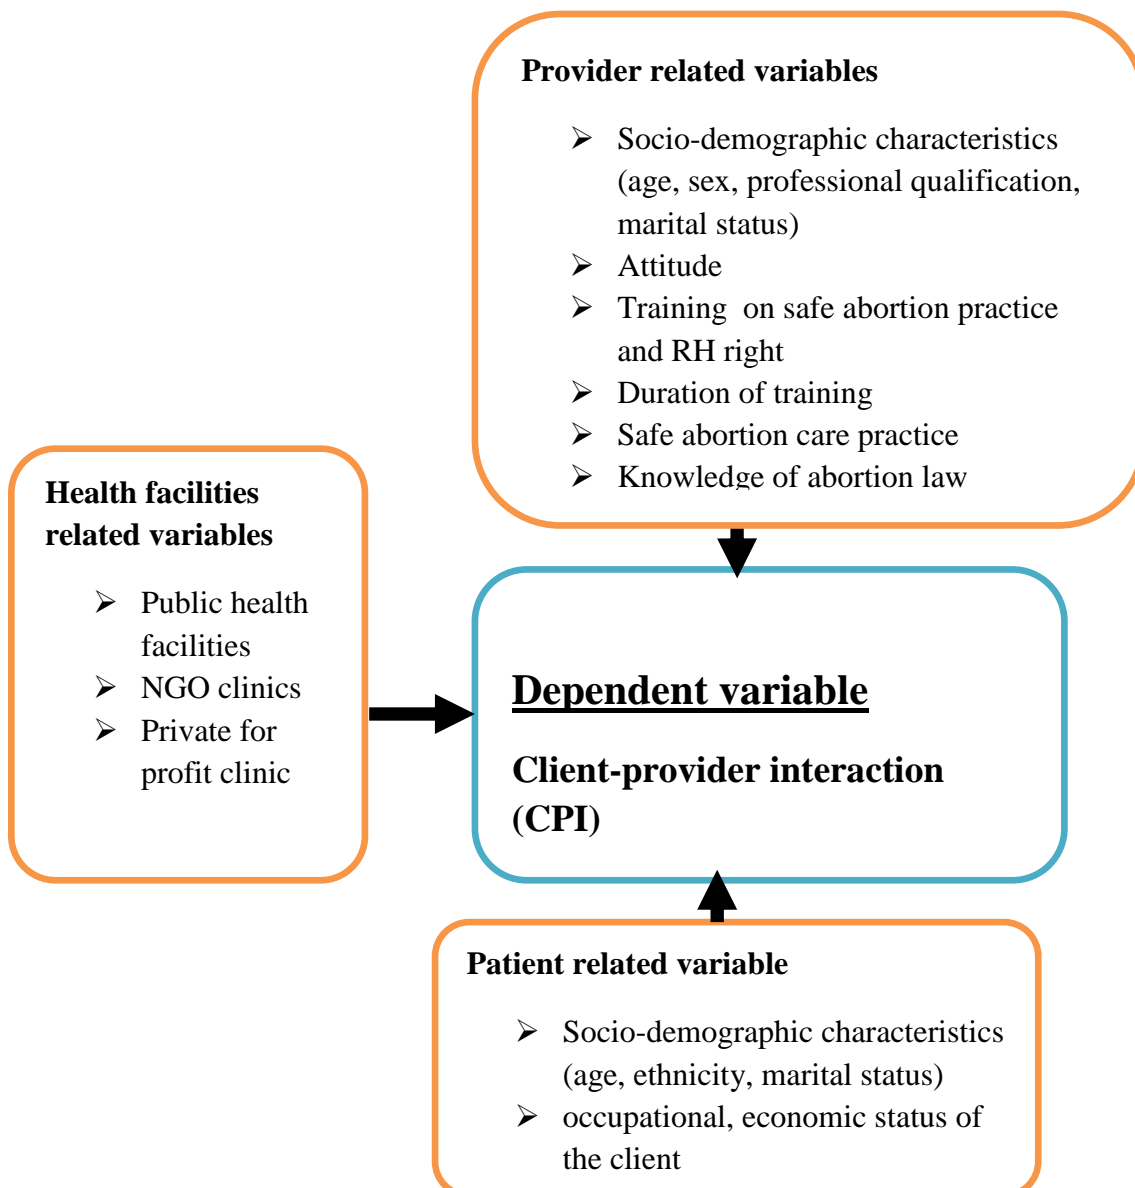 Provider related variables
➢ Socio-demographic characteristics
(age, sex, professional qualification,
marital status)
➢ Attitude
➢ Training  on safe abortion practice
and RH right
➢ Duration of training
➢ Safe abortion care practice
➢ Knowledge of abortion law
Health facilities
related variables
➢ Public health
facilities
➢ NGO clinics
➢ Private for
profit clinic
Dependent variable
Client-provider interaction
(CPI)
Patient related variable
➢ Socio-demographic characteristics
(age, ethnicity, marital status)
➢ occupational, economic status of
the client